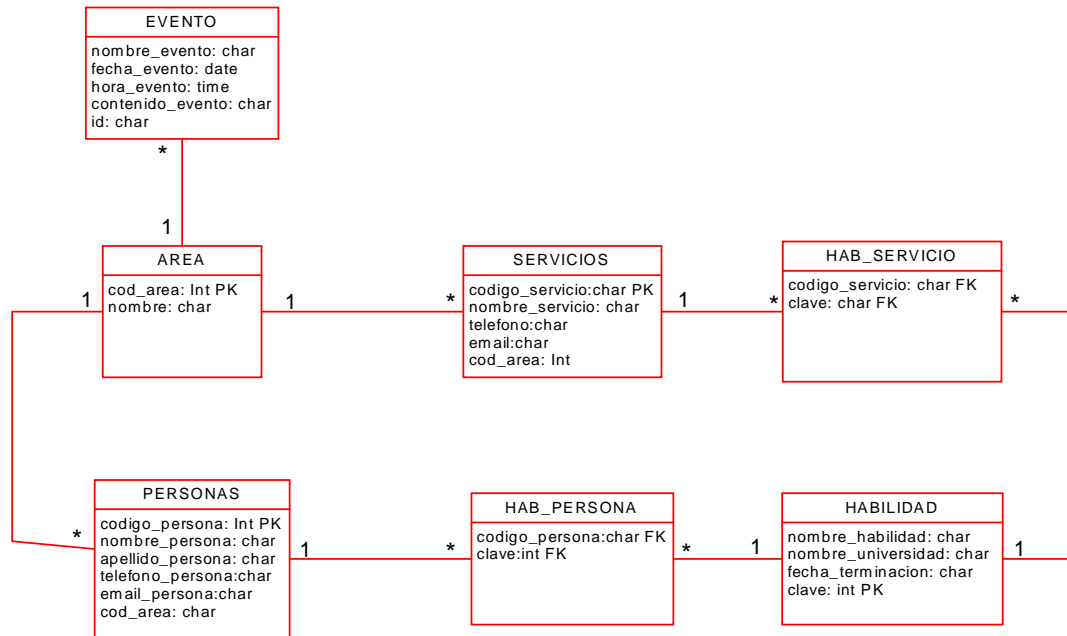 EVENTO
nombre_evento: char
fecha_evento: date
hora_evento: time
contenido_evento: char
id: char
*
1
AREA
cod_area: Int PK
nombre: char
1
1
*
SERVICIOS
codigo_servicio:char PK
nombre_servicio: char
telefono:char
email:char
cod_area: Int
1
*
HAB_SERVICIO
codigo_servicio: char FK
clave: char FK
*
PERSONAS
codigo_persona: Int PK
nombre_persona: char
apellido_persona: char
telefono_persona:char
email_persona:char
cod_area: char
*
1
*
HAB_PERSONA
codigo_persona:char FK
clave:int FK
*
1
HABILIDAD
nombre_habilidad: char
nombre_universidad: char
fecha_terminacion: char
clave: int PK
1